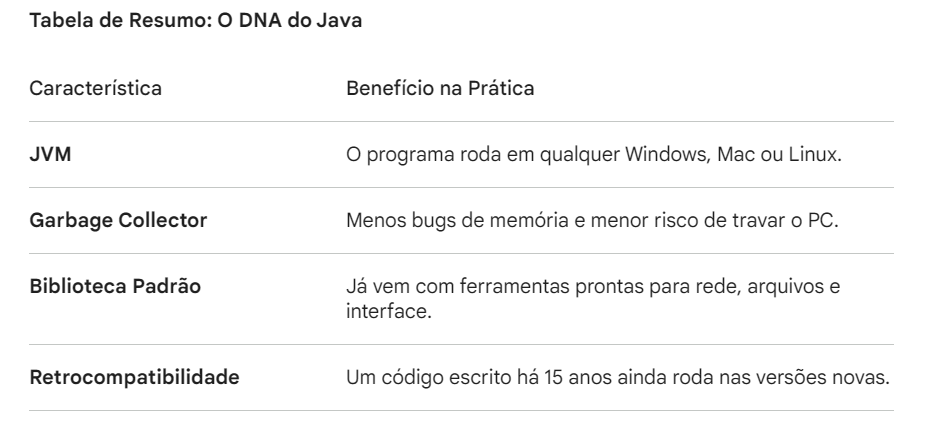 Tabela de Resumo: O DNA do Java
Característica
Benefício na Prática
JVM
O programa roda em qualquer Windows, Mac ou Linux.
Garbage Collector
Menos bugs de memória e menor risco de travar o PC.
Biblioteca Padrão
Já vem com ferramentas prontas para rede, arquivos e
interface.
Retrocompatibilidade
Um código escrito há 15 anos ainda roda nas versões novas.